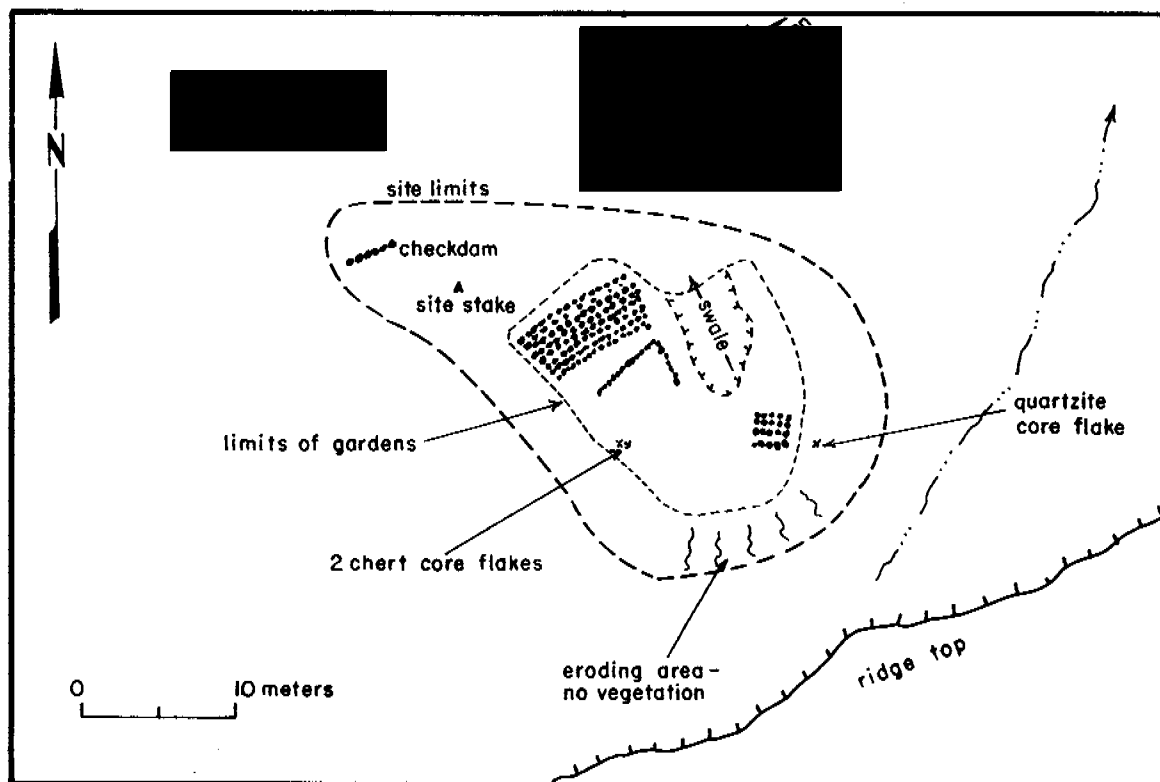 N
site limits
checkdam
site stake
swale
quartzite
core flake
limits of gardens
2 chert core flakes
eroding area –
no vegetation
ridge top
0 10 meters